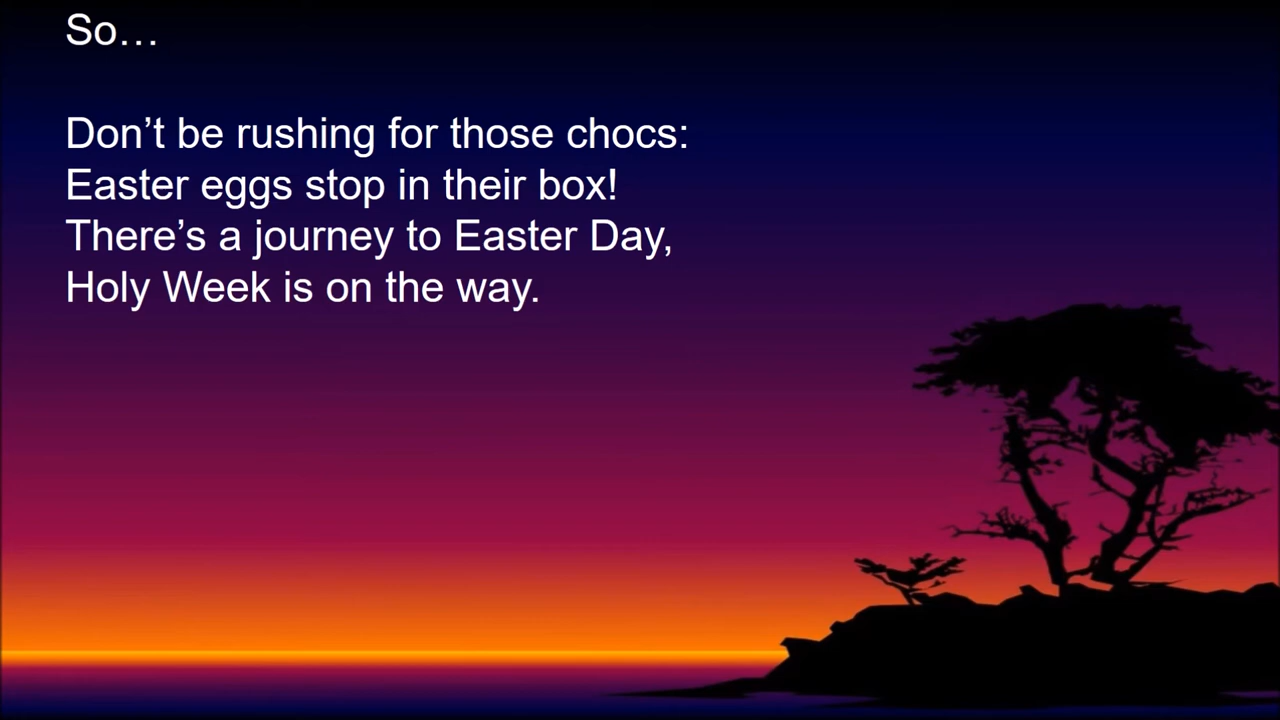 So…
Don’t be rushing for those chocs:
Easter eggs stop in their box!
There’s a journey to Easter Day,
Holy Week is on the way.